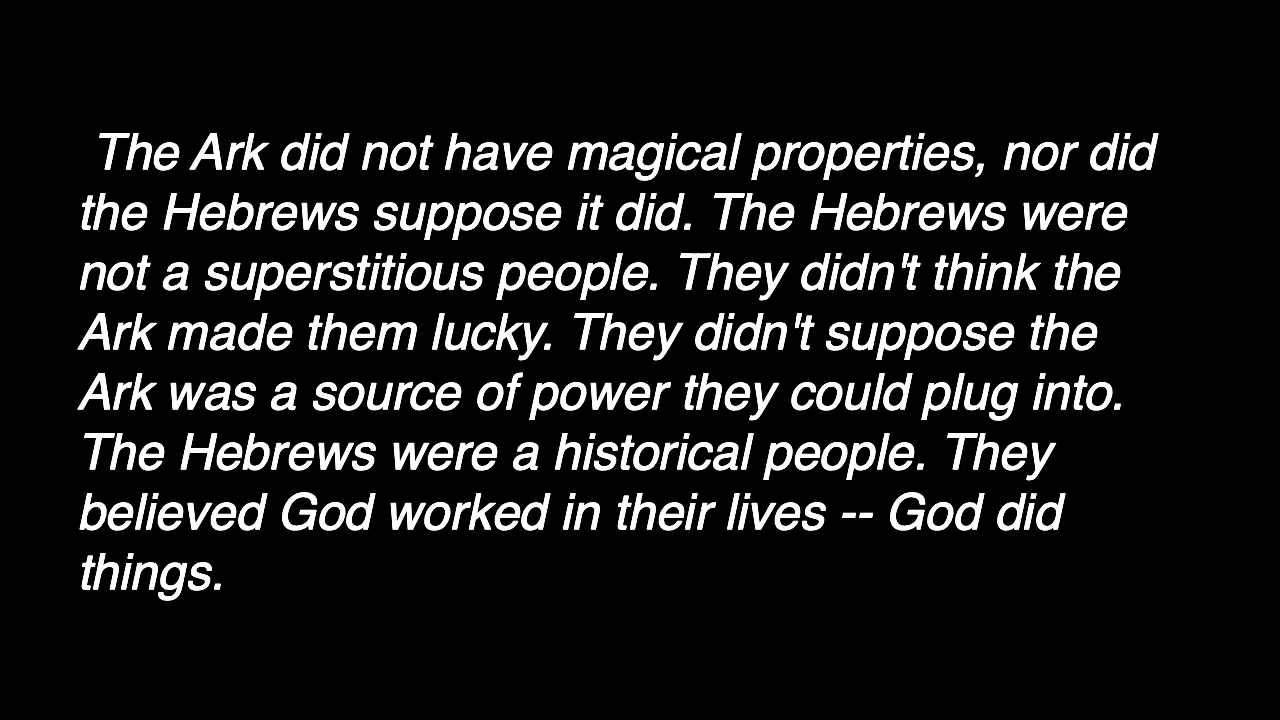 The Ark did not have magical properties, nor did
the Hebrews suppose it did. The Hebrews were
not a superstitious people. They didn't think the
Ark made them lucky. They didn't suppose the
Ark was a source of power they could plug into.
The Hebrews were a historical people. They
believed God worked in their lives -- God did
things.